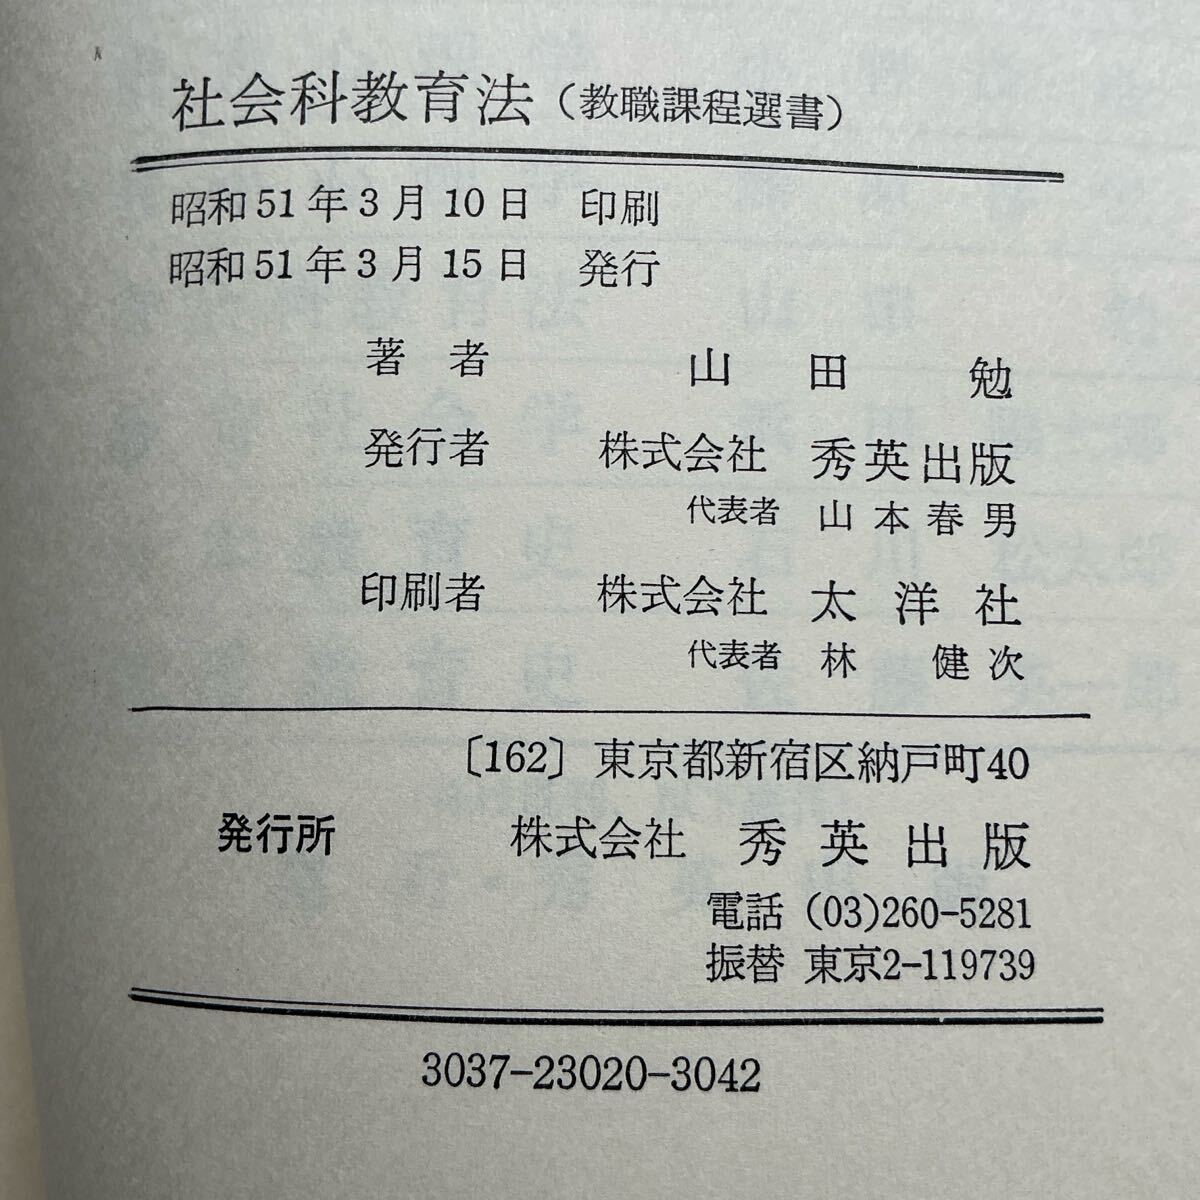 社会科教育法（教職課程選書）
昭和51年3月10日 印刷
昭和51年3月15日 発行
著者 山田勉
発行者 株式会社 秀英出版
代表者 山本春男
印刷者 株式会社 太洋社
代表者 林健次
〔162〕東京都新宿区納戸町40
発行所 株式会社 秀英出版
電話 (03)260-5281
振替 東京2-119739
3037-23020-3042